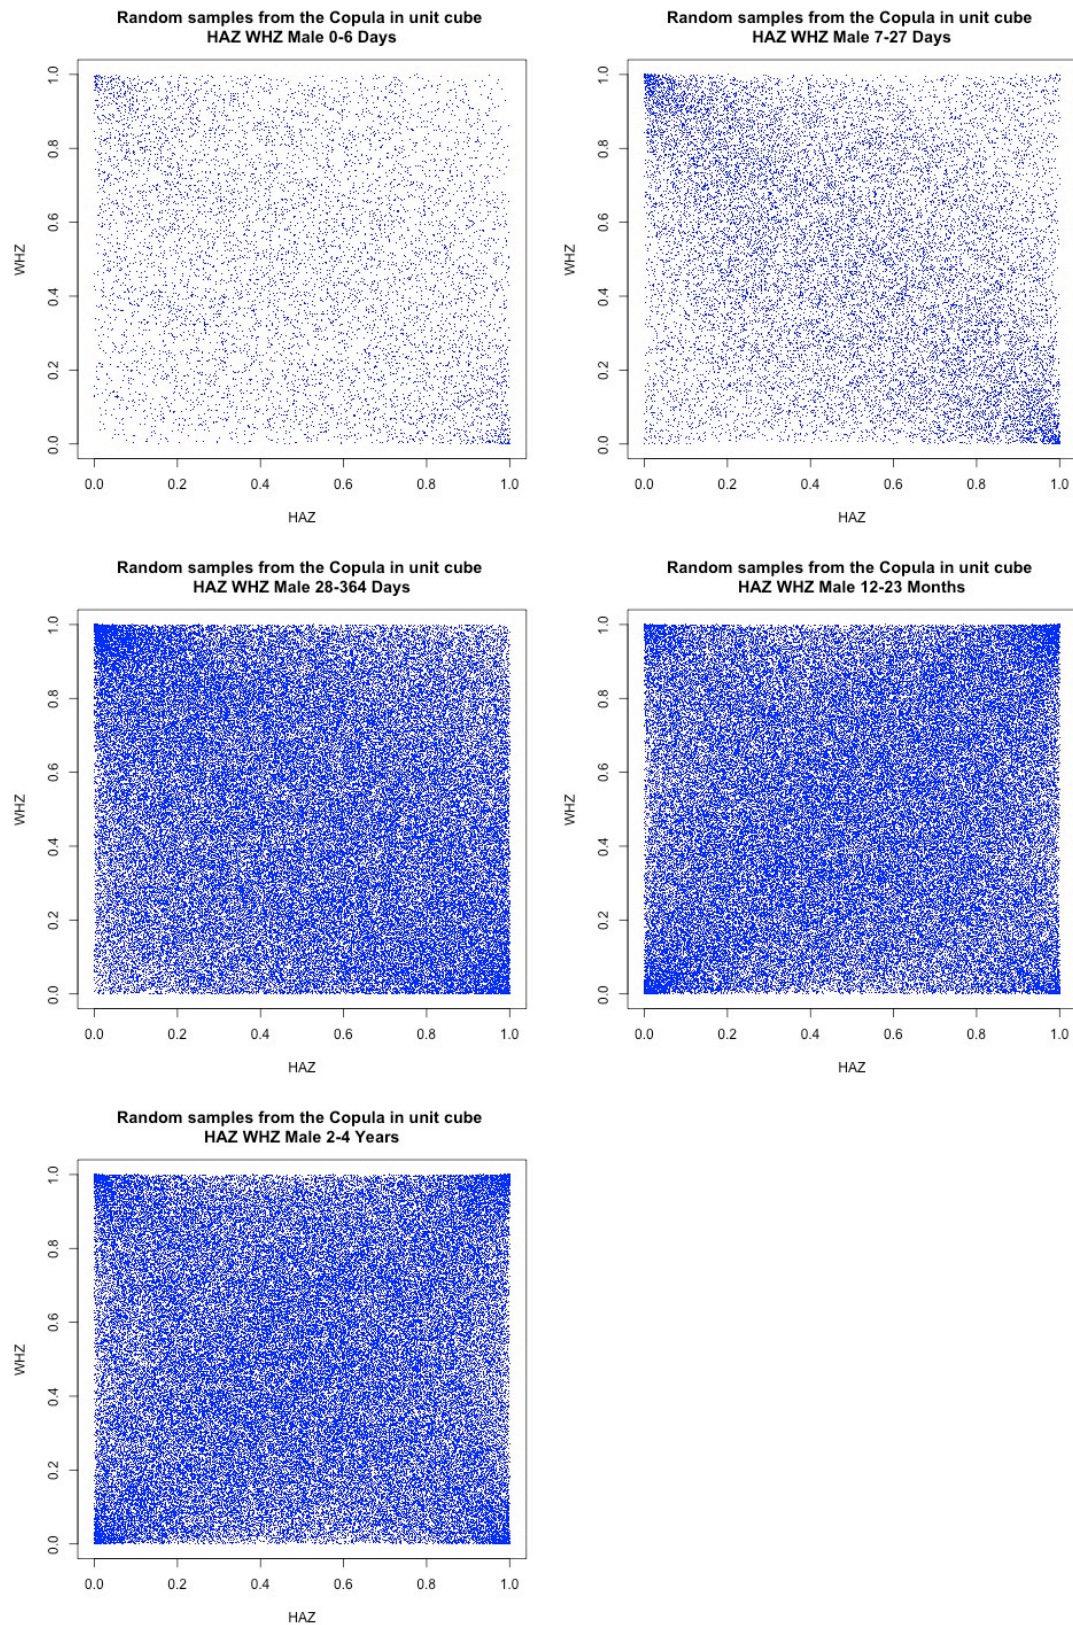 Random samples from the Copula in unit cube
HAZ WHZ Male 0-6 Days
WHZ
1.0
0.8
0.6
0.4
0.2
0.0
0.0 0.2 0.4 0.6 0.8 1.0
HAZ
Random samples from the Copula in unit cube
HAZ WHZ Male 7-27 Days
WHZ
1.0
0.8
0.6
0.4
0.2
0.0
0.0 0.2 0.4 0.6 0.8 1.0
HAZ
Random samples from the Copula in unit cube
HAZ WHZ Male 28-364 Days
WHZ
1.0
0.8
0.6
0.4
0.2
0.0
0.0 0.2 0.4 0.6 0.8 1.0
HAZ
Random samples from the Copula in unit cube
HAZ WHZ Male 12-23 Months
WHZ
1.0
0.8
0.6
0.4
0.2
0.0
0.0 0.2 0.4 0.6 0.8 1.0
HAZ
Random samples from the Copula in unit cube
HAZ WHZ Male 2-4 Years
WHZ
1.0
0.8
0.6
0.4
0.2
0.0
0.0 0.2 0.4 0.6 0.8 1.0
HAZ